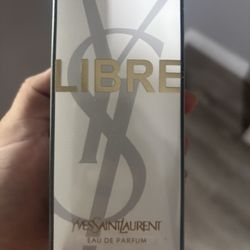 LIBRE
YVESSAINTLAURENT
EAU DE PARFUM